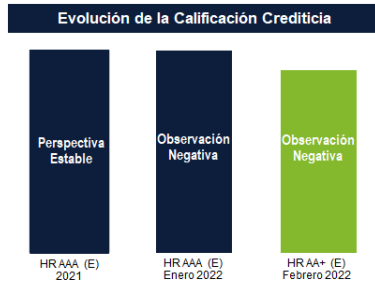 Evolución de la Calificación Crediticia
Perspectiva
Estable
Observación
Negativa
Observación
Negativa
HR AAA (E)
2021
HR AAA (E)
Enero 2022
HR AA+ (E)
Febrero 2022